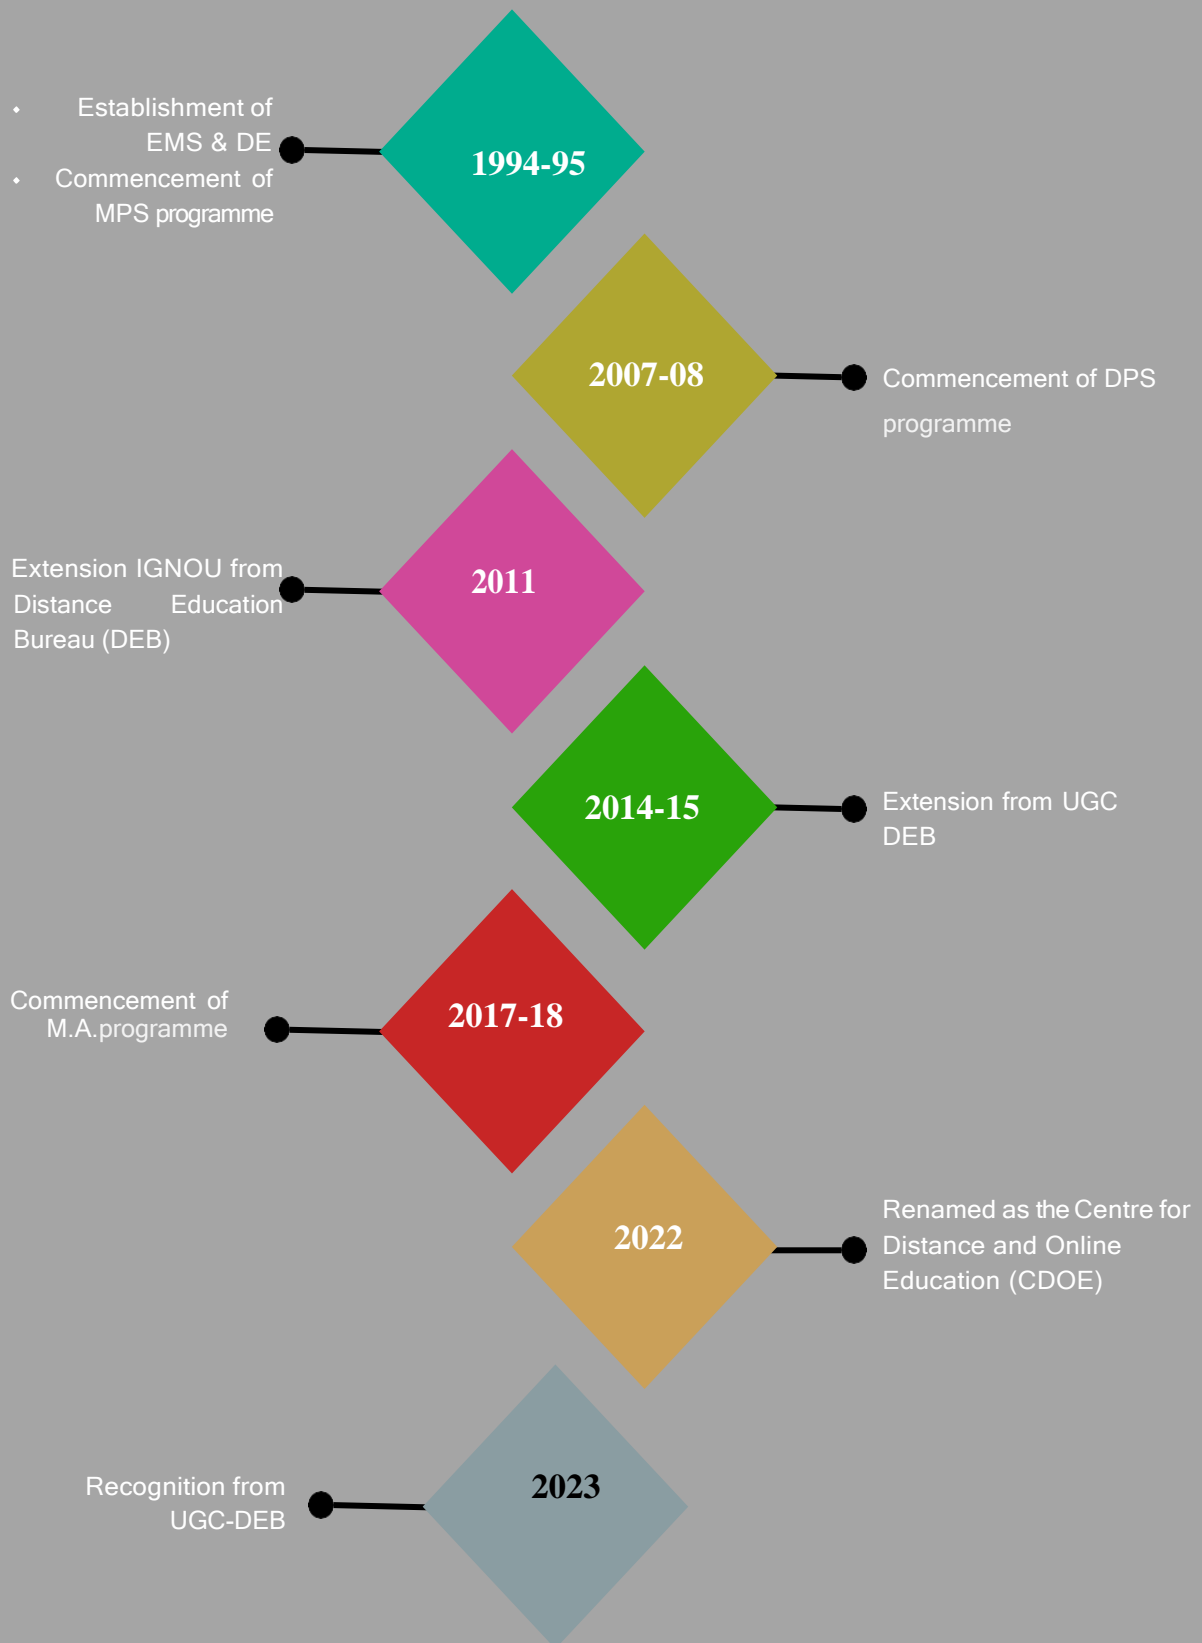 • Establishment of
EMS & DE
• Commencement of
MPS programme
1994-95
2007-08
Commencement of DPS
programme
Extension IGNOU from
Distance Education
Bureau (DEB)
2011
2014-15
Extension from UGC
DEB
Commencement of
M.A.programme
2017-18
2022
Renamed as the Centre for
Distance and Online
Education (CDOE)
Recognition from
UGC-DEB
2023